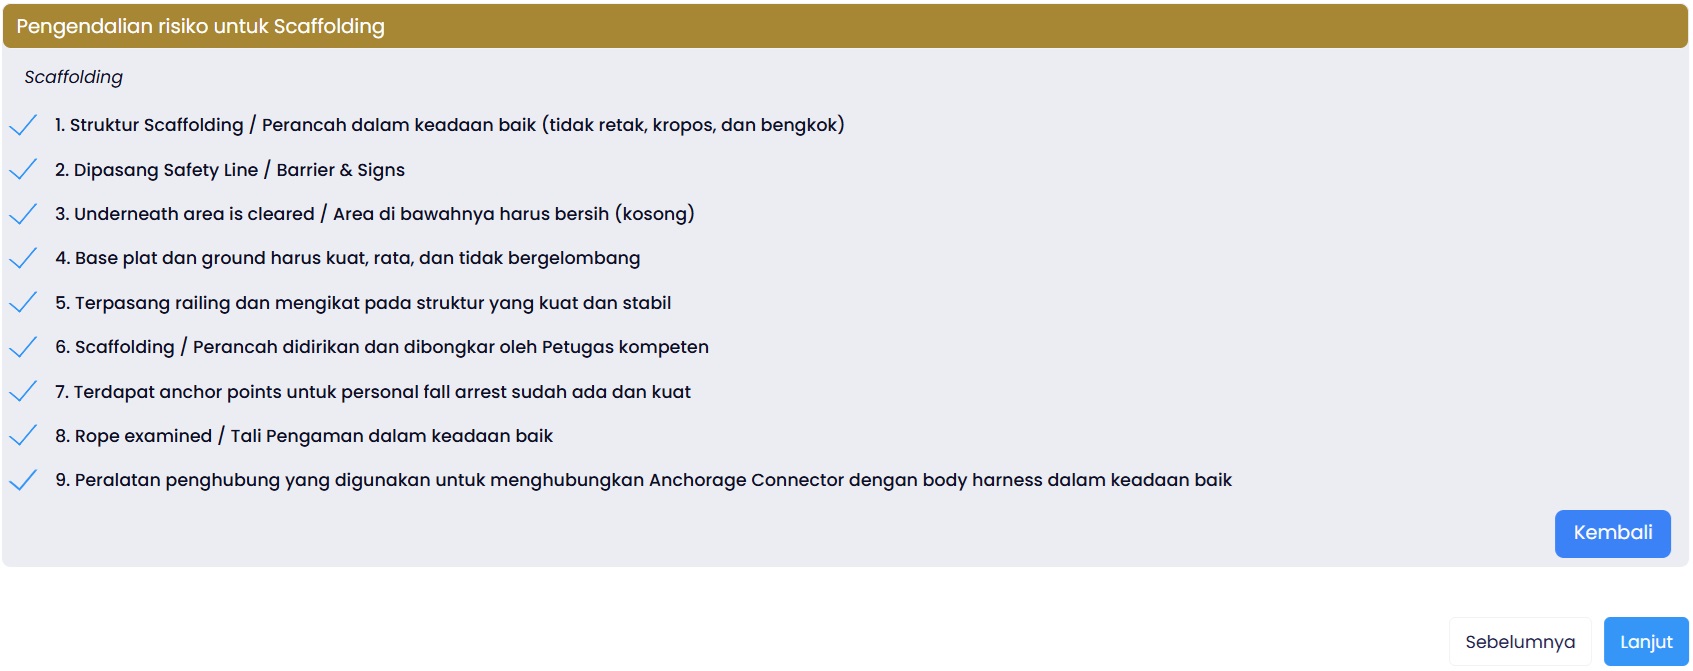 Pengendalian risiko untuk Scaffolding
Scaffolding
1. Struktur Scaffolding / Perancah dalam keadaan baik (tidak retak, kropos, dan bengkok)
2. Dipasang Safety Line / Barrier & Signs
3. Underneath area is cleared / Area di bawahnya harus bersih (kosong)
4. Base plat dan ground harus kuat, rata, dan tidak bergelombang
5. Terpasang railing dan mengikat pada struktur yang kuat dan stabil
6. Scaffolding / Perancah didirikan dan dibongkar oleh Petugas kompeten
7. Terdapat anchor points untuk personal fall arrest sudah ada dan kuat
8. Rope examined / Tali Pengaman dalam keadaan baik
9. Peralatan penghubung yang digunakan untuk menghubungkan Anchorage Connector dengan body harness dalam keadaan baik
Kembali
Sebelumnya
Lanjut